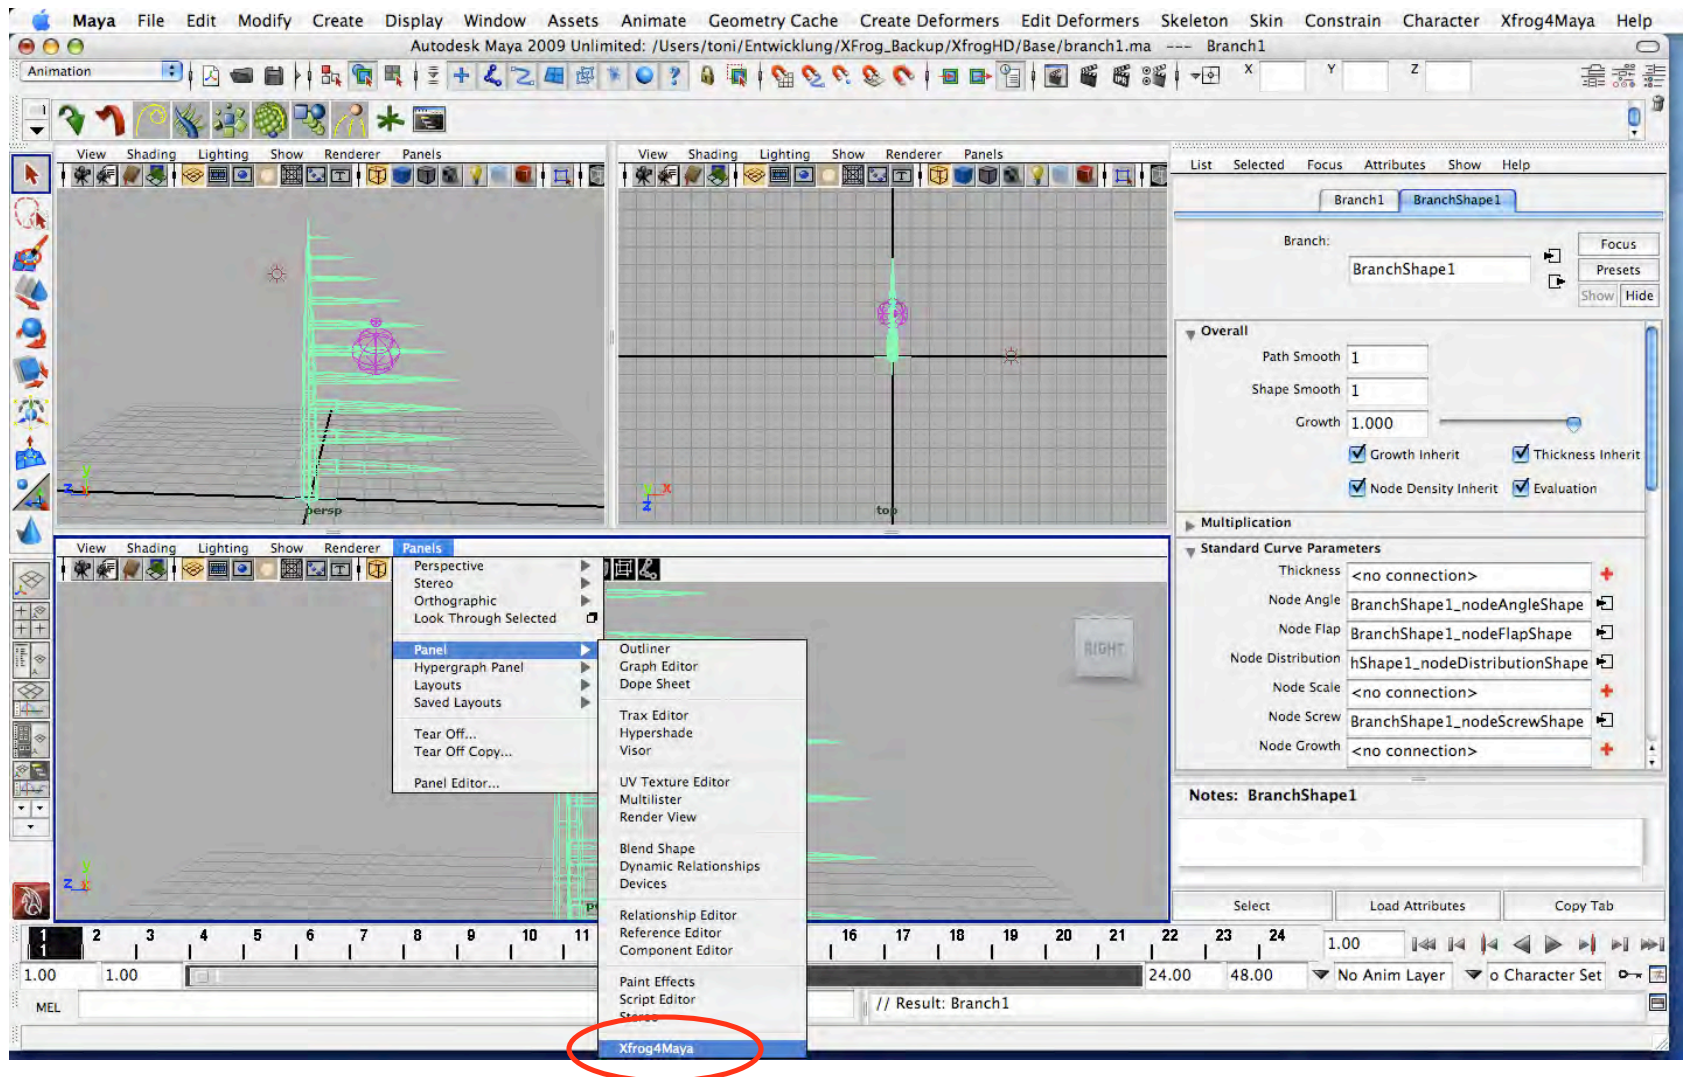 Maya File Edit Modify Create Display Window Assets Animate Geometry Cache Create Deformers Edit Deformers Skeleton Skin Constrain Character Xfrog4Maya Help
Autodesk Maya 2009 Unlimited: /Users/toni/Entwicklung/XFrog_Backup/XfrogHD/Base/branch1.ma --- Branch1
Animation X Y Z
View Shading Lighting Show Renderer Panels
View Shading Lighting Show Renderer Panels
List Selected Focus Attributes Show Help
Branch1 BranchShape1
Branch:
BranchShape1
Focus
Presets
Show Hide
Overall
Path Smooth 1
Shape Smooth 1
Growth 1.000
Growth Inherit Thickness Inherit
Node Density Inherit Evaluation
Multiplication
Standard Curve Parameters
Thickness <no connection>
Node Angle BranchShape1_nodeAngleShape
Node Flap BranchShape1_nodeFlapShape
Node Distribution hShape1_nodeDistributionShape
Node Scale <no connection>
Node Screw BranchShape1_nodeScrewShape
Node Growth <no connection>
Notes: BranchShape1
Select Load Attributes Copy Tab
y
z x
persp
y x
z
top
View Shading Lighting Show Renderer Panels
Perspective
Stereo
Orthographic
Look Through Selected
Panel
Hypergraph Panel
Layouts
Saved Layouts
Tear Off...
Tear Off Copy...
Panel Editor...
Outliner
Graph Editor
Dope Sheet
Trax Editor
Hypershade
Visor
UV Texture Editor
Multilister
Render View
Blend Shape
Dynamic Relationships
Devices
Relationship Editor
Reference Editor
Component Editor
Paint Effects
Script Editor
Stereo
Xfrog4Maya
RIGHT
y
z x
1 2 3 4 5 6 7 8 9 10 11 16 17 18 19 20 21 22 23 24
1
1.00
1.00 1.00 24.00 48.00 No Anim Layer o Character Set
MEL // Result: Branch1